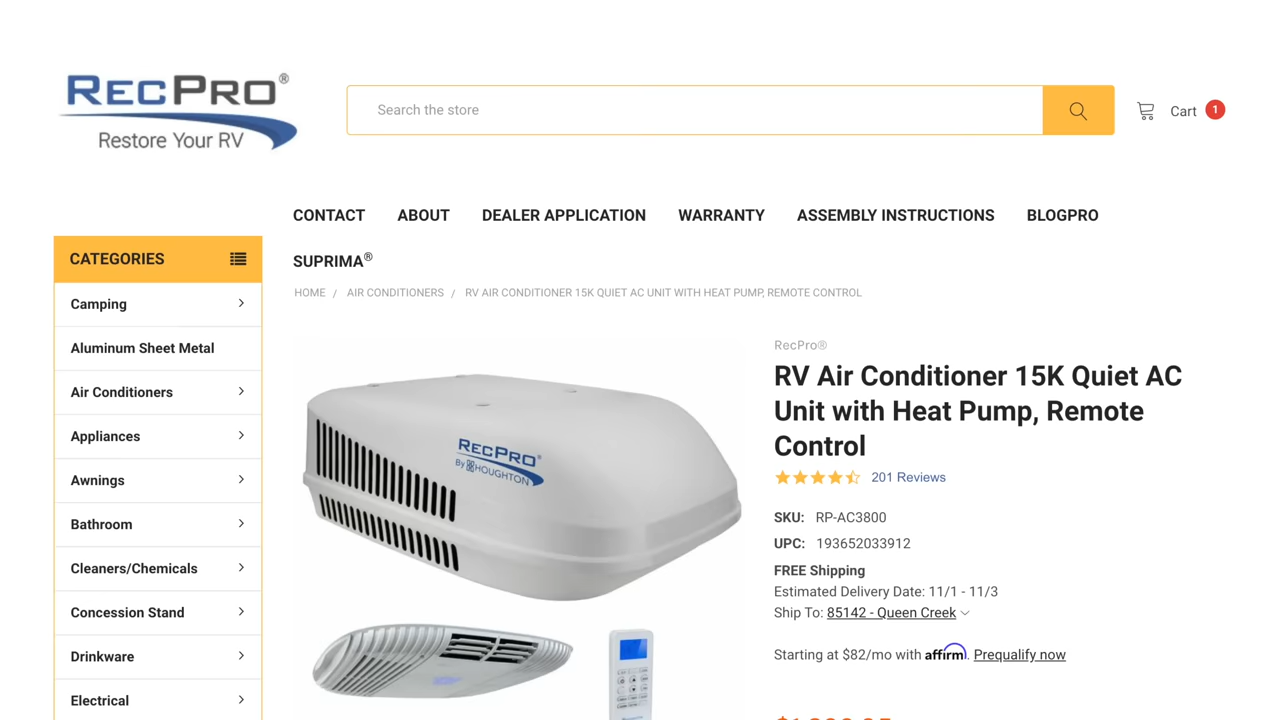 RECPRO®
Restore Your RV
Search the store
Cart 1
CONTACT ABOUT DEALER APPLICATION WARRANTY ASSEMBLY INSTRUCTIONS BLOGPRO
SUPRIMA®
CATEGORIES
Camping
Aluminum Sheet Metal
Air Conditioners
Appliances
Awnings
Bathroom
Cleaners/Chemicals
Concession Stand
Drinkware
Electrical
HOME / AIR CONDITIONERS / RV AIR CONDITIONER 15K QUIET AC UNIT WITH HEAT PUMP, REMOTE CONTROL
RECPRO®
By HOUGHTON
RecPro®
RV Air Conditioner 15K Quiet AC
Unit with Heat Pump, Remote
Control
201 Reviews
SKU: RP-AC3800
UPC: 193652033912
FREE Shipping
Estimated Delivery Date: 11/1 - 11/3
Ship To: 85142 - Queen Creek
Starting at $82/mo with affirm. Prequalify now